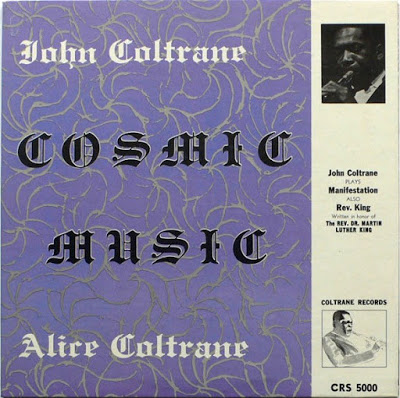 John Coltrane
COSMIC
MUSIC
Alice Coltrane
John Coltrane
PLAYS
Manifestation
ALSO
Rev. King
Written in honor of
The REV. DR. MARTIN
LUTHER KING
COLTRANE RECORDS
CRS 5000